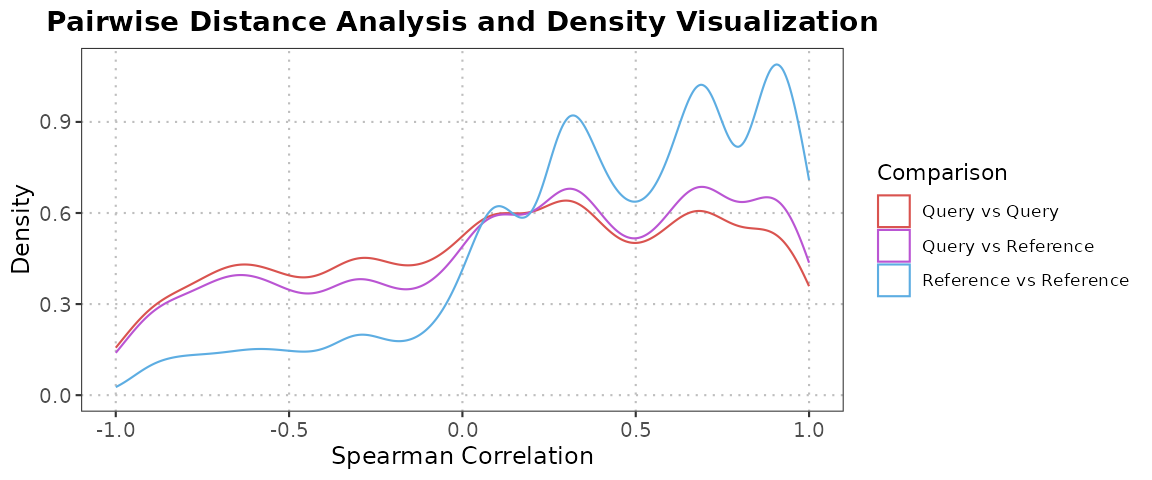 Pairwise Distance Analysis and Density Visualization
Density
0.9
0.6
0.3
0.0
-1.0
-0.5
0.0
0.5
1.0
Spearman Correlation
Comparison
Query vs Query
Query vs Reference
Reference vs Reference